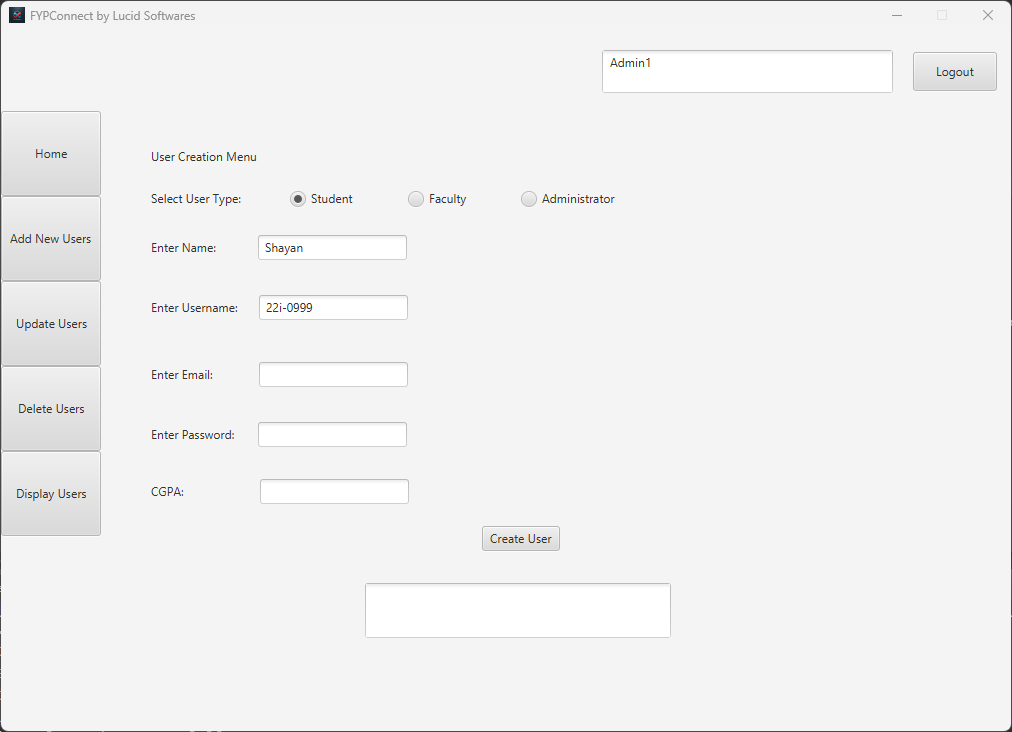 FYPConnect by Lucid Softwares
Admin1
Logout
Home
Add New Users
Update Users
Delete Users
Display Users
User Creation Menu
Select User Type: Student Faculty Administrator
Enter Name: Shayan
Enter Username: 22i-0999
Enter Email:
Enter Password:
CGPA:
Create User